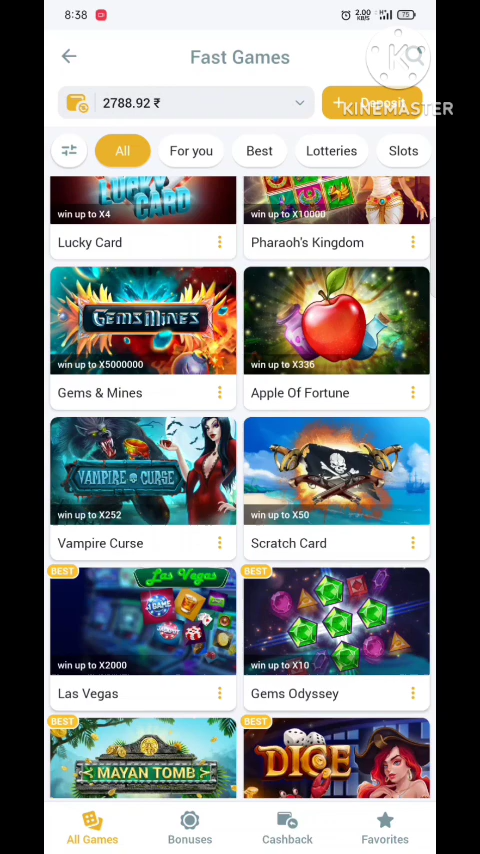 8:38
2.00 KB/S
75
Fast Games
K
2788.92 ₹
+ Deposit
KINEMASTER
All
For you
Best
Lotteries
Slots
LUCKY CARD
win up to X4
win up to X10000
Lucky Card
Pharaoh's Kingdom
GEMS MINES
win up to X5000000
win up to X336
Gems & Mines
Apple Of Fortune
VAMPIRE CURSE
win up to X252
win up to X50
Vampire Curse
Scratch Card
BEST
BEST
Las Vegas
win up to X2000
win up to X10
Las Vegas
Gems Odyssey
BEST
BEST
MAYAN TOMB
DICE
All Games
Bonuses
Cashback
Favorites